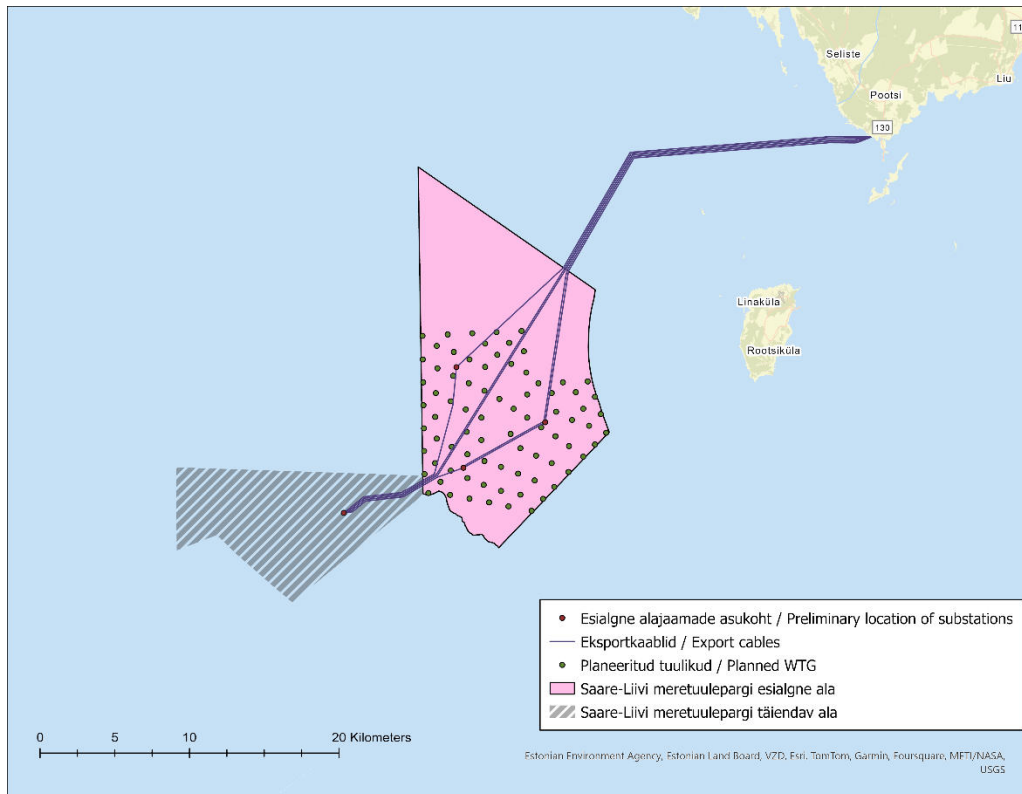 11
Seliste
Liu
Pootsi
130
Linaküla
Rootsiküla
Esialgne alajaamade asukoht / Preliminary location of substations
Eksportkaablid / Export cables
Planeeritud tuulikud / Planned WTG
Saare-Liivi meretuulepargi esialgne ala
Saare-Liivi meretuulepargi täiendav ala
0 5 10 20 Kilometers
Estonian Environment Agency, Estonian Land Board, VZD, Esri, TomTom, Garmin, Foursquare, METI/NASA,
USGS